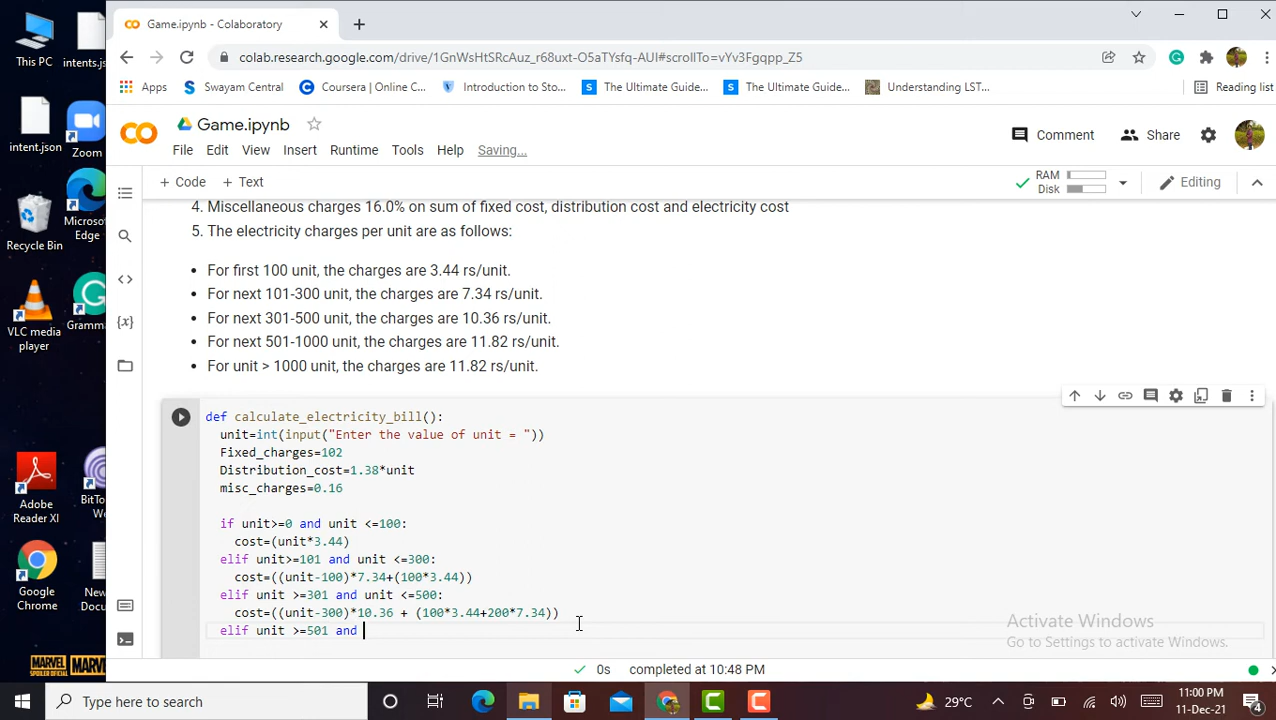 This PC
intents.js
intent.json
Zoom
Recycle Bin
Microsof
Edge
VLC media
player
Gramma
Adobe
Reader XI
BitTo
We
Google
Chrome
New
Docu
MARVEL
Game.ipynb - Colaboratory
colab.research.google.com/drive/1GnWsHtSRcAuz_r68uxt-O5aTYsfq-AUI#scrollTo=vYv3Fgqpp_Z5
Apps
Swayam Central
Coursera | Online C...
Introduction to Sto...
The Ultimate Guide...
The Ultimate Guide...
Understanding LST...
Reading list
CO
Game.ipynb
Comment
Share
File Edit View Insert Runtime Tools Help Saving...
+ Code + Text
RAM
Disk
Editing
4. Miscellaneous charges 16.0% on sum of fixed cost, distribution cost and electricity cost
5. The electricity charges per unit are as follows:
• For first 100 unit, the charges are 3.44 rs/unit.
• For next 101-300 unit, the charges are 7.34 rs/unit.
• For next 301-500 unit, the charges are 10.36 rs/unit.
• For next 501-1000 unit, the charges are 11.82 rs/unit.
• For unit > 1000 unit, the charges are 11.82 rs/unit.
def calculate_electricity_bill():
unit=int(input("Enter the value of unit = "))
Fixed_charges=102
Distribution_cost=1.38*unit
misc_charges=0.16
if unit>=0 and unit <=100:
cost=(unit*3.44)
elif unit>=101 and unit <=300:
cost=((unit-100)*7.34+(100*3.44))
elif unit >=301 and unit <=500:
cost=((unit-300)*10.36 + (100*3.44+200*7.34))
elif unit >=501 and
Activate Windows
Go to Settings to activate Windows.
0s completed at 10:48 PM
Type here to search
29°C
11:00 PM
11-Dec-21
4